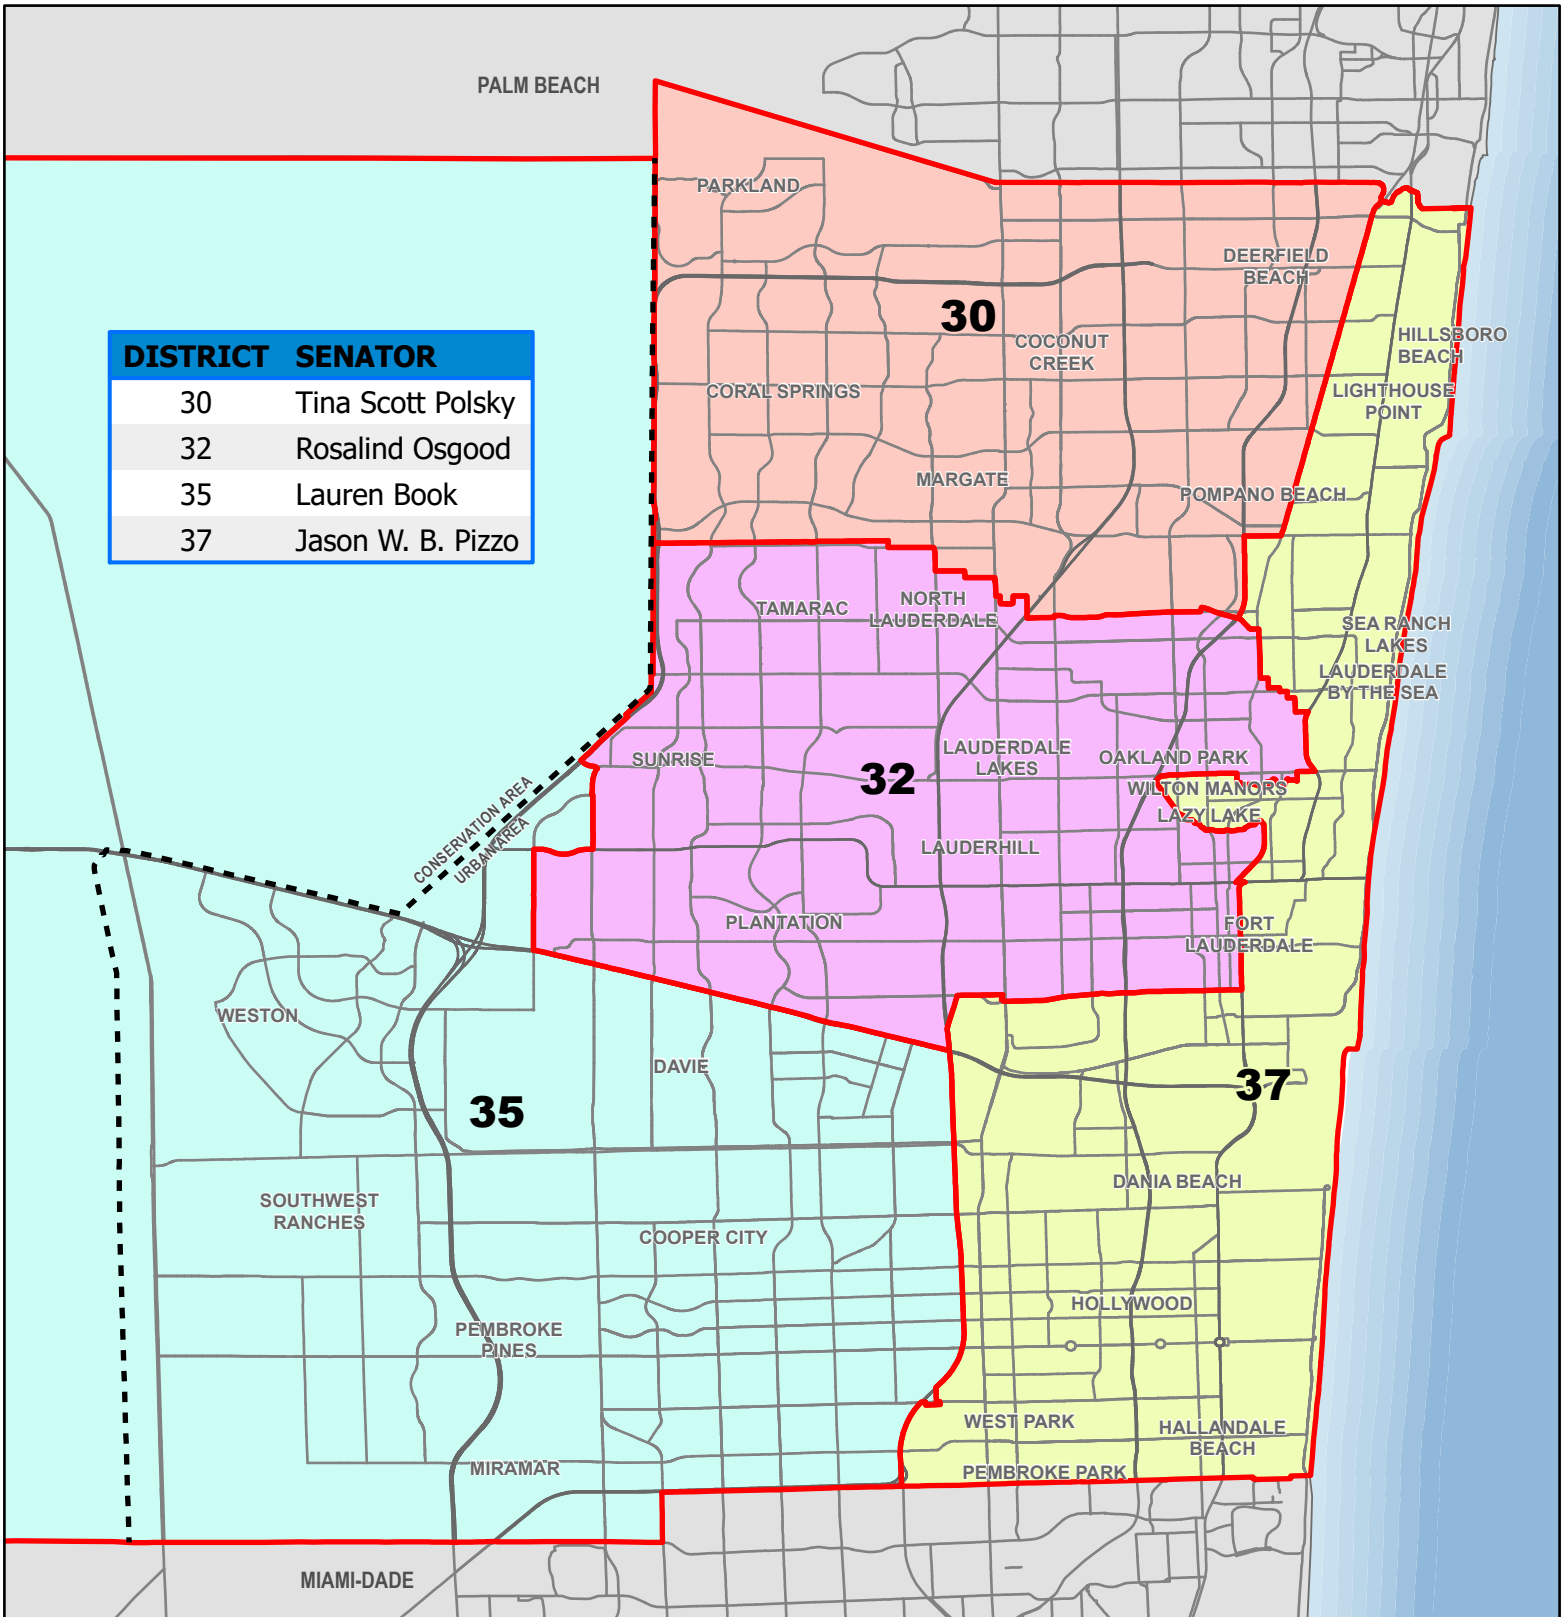 PALM BEACH
PARKLAND
DEERFIELD
BEACH
30
HILLSBORO
BEACH
COCONUT
CREEK
DISTRICT SENATOR
30 Tina Scott Polsky
32 Rosalind Osgood
35 Lauren Book
37 Jason W. B. Pizzo
CORAL SPRINGS
LIGHTHOUSE
POINT
MARGATE
POMPANO BEACH
TAMARAC
NORTH
LAUDERDALE
SEA RANCH
LAKES
LAUDERDALE
BY THE SEA
SUNRISE
32
LAUDERDALE
LAKES
OAKLAND PARK
WILTON MANORS
LAZY LAKE
CONSERVATION AREA
URBAN AREA
LAUDERHILL
PLANTATION
FORT
LAUDERDALE
WESTON
DAVIE
35
37
SOUTHWEST
RANCHES
COOPER CITY
DANIA BEACH
HOLLYWOOD
PEMBROKE
PINES
WEST PARK
HALLANDALE
BEACH
MIRAMAR
PEMBROKE PARK
MIAMI-DADE